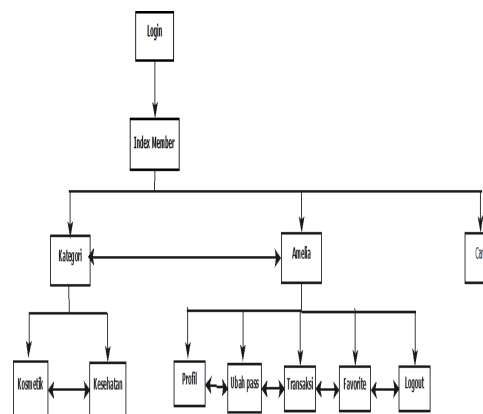 Login
Index Member
Kategori
Amelia
Kosmetik
Kesehatan
Profil
Ubah pass
Transaksi
Favorite
Logout